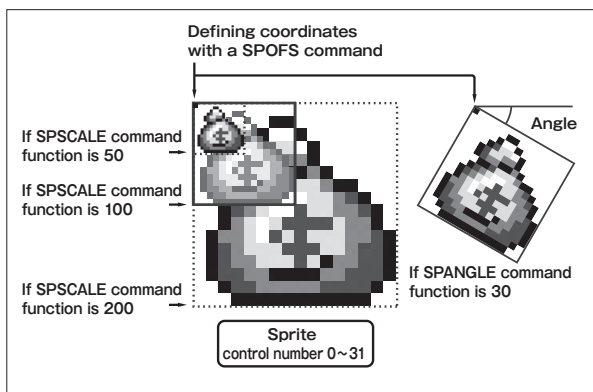 Defining coordinates
with a SPOFS command
Angle
If SPSCALE command
function is 50
If SPSCALE command
function is 100
If SPANGLE command
function is 30
If SPSCALE command
function is 200
Sprite
control number 0~31